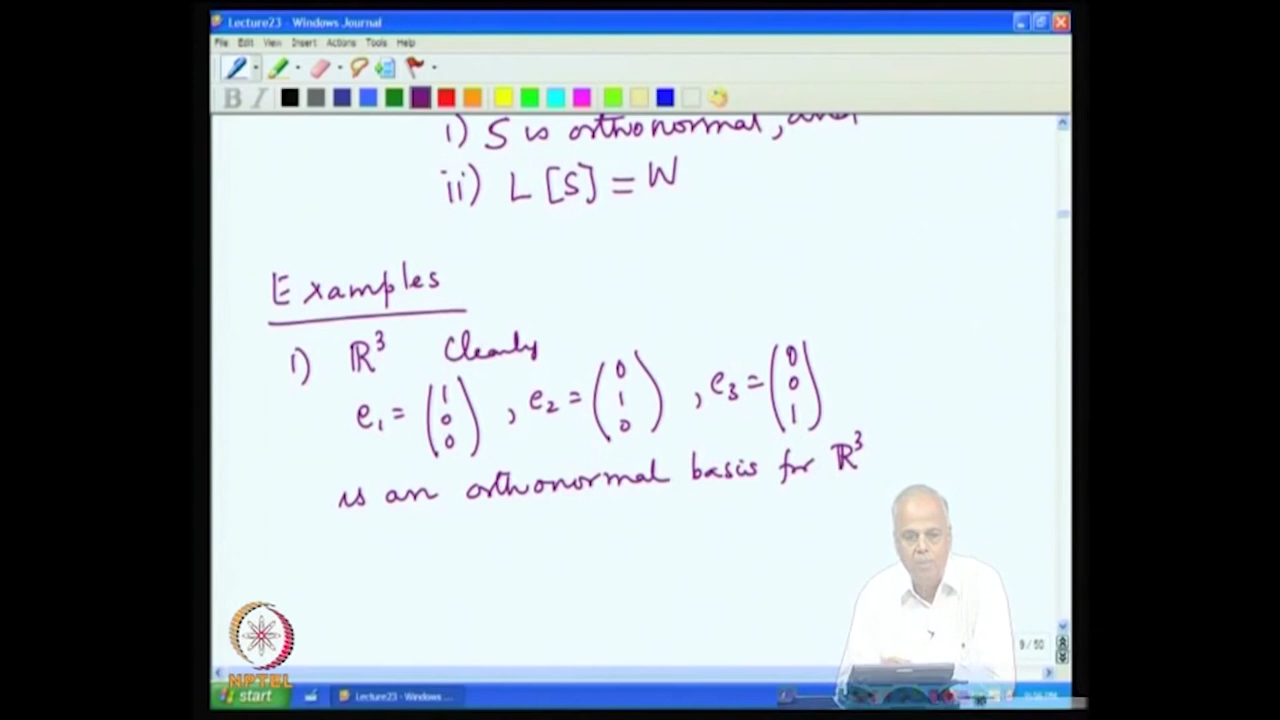 Lecture23 - Windows Journal
File Edit View Insert Actions Tools Help
B I
i) S is orthonormal, and
ii) L [S] = W
Examples
1) ℝ³ Clearly
e₁ = (1 0 0), e₂ = (0 1 0), e₃ = (0 0 1)
is an orthonormal basis for ℝ³
9 / 50
NPTEL
start Lecture23 - Windows ...